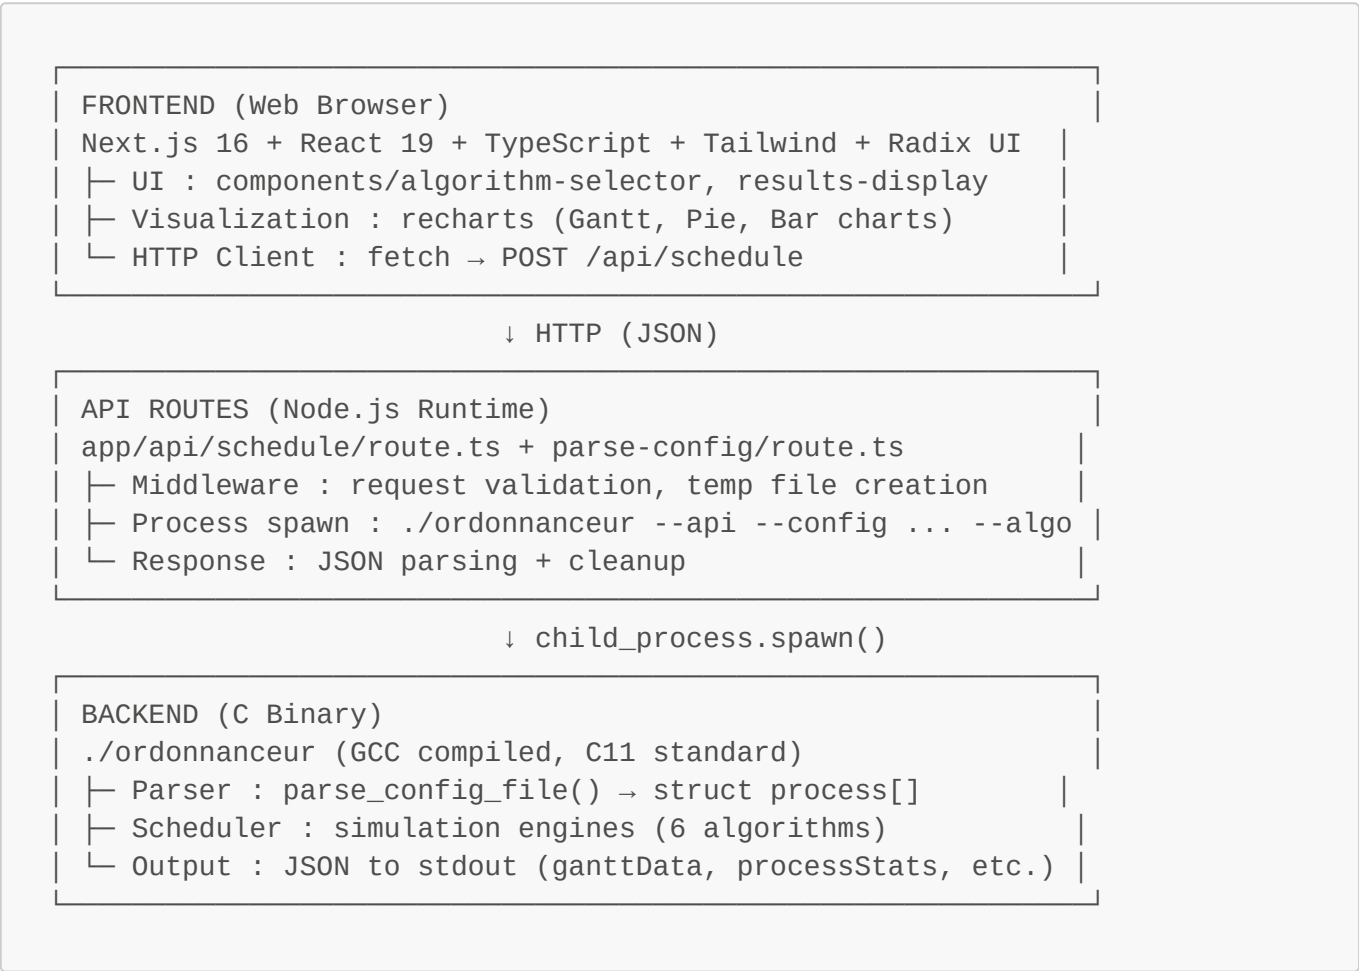 FRONTEND (Web Browser)
Next.js 16 + React 19 + TypeScript + Tailwind + Radix UI
├─ UI : components/algorithm-selector, results-display
├─ Visualization : recharts (Gantt, Pie, Bar charts)
└─ HTTP Client : fetch → POST /api/schedule
↓ HTTP (JSON)
API ROUTES (Node.js Runtime)
app/api/schedule/route.ts + parse-config/route.ts
├─ Middleware : request validation, temp file creation
├─ Process spawn : ./ordonnanceur --api --config ... --algo
└─ Response : JSON parsing + cleanup
↓ child_process.spawn()
BACKEND (C Binary)
./ordonnanceur (GCC compiled, C11 standard)
├─ Parser : parse_config_file() → struct process[]
├─ Scheduler : simulation engines (6 algorithms)
└─ Output : JSON to stdout (ganttData, processStats, etc.)